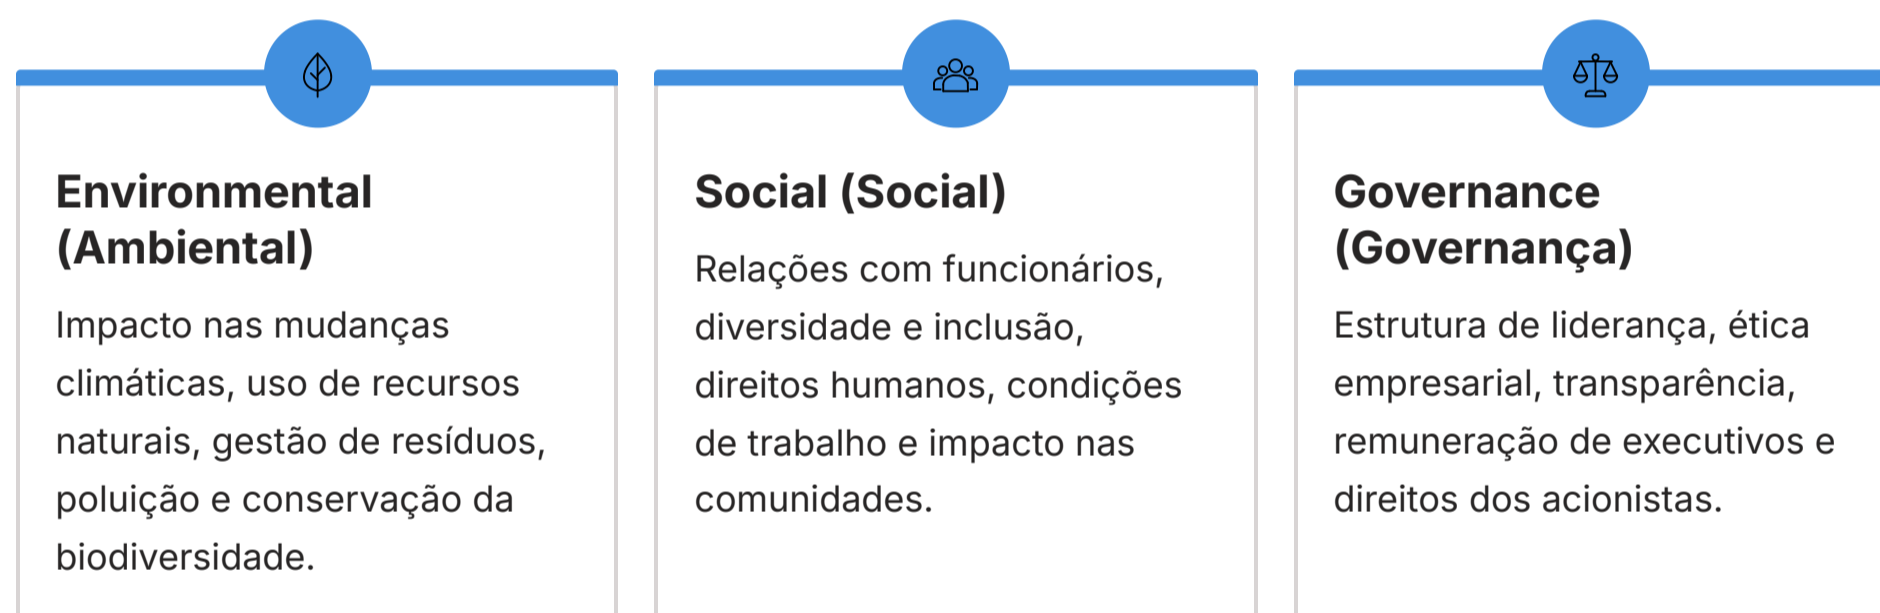 Environmental
(Ambiental)
Impacto nas mudanças
climáticas, uso de recursos
naturais, gestão de resíduos,
poluição e conservação da
biodiversidade.
Social (Social)
Relações com funcionários,
diversidade e inclusão,
direitos humanos, condições
de trabalho e impacto nas
comunidades.
Governance
(Governança)
Estrutura de liderança, ética
empresarial, transparência,
remuneração de executivos e
direitos dos acionistas.